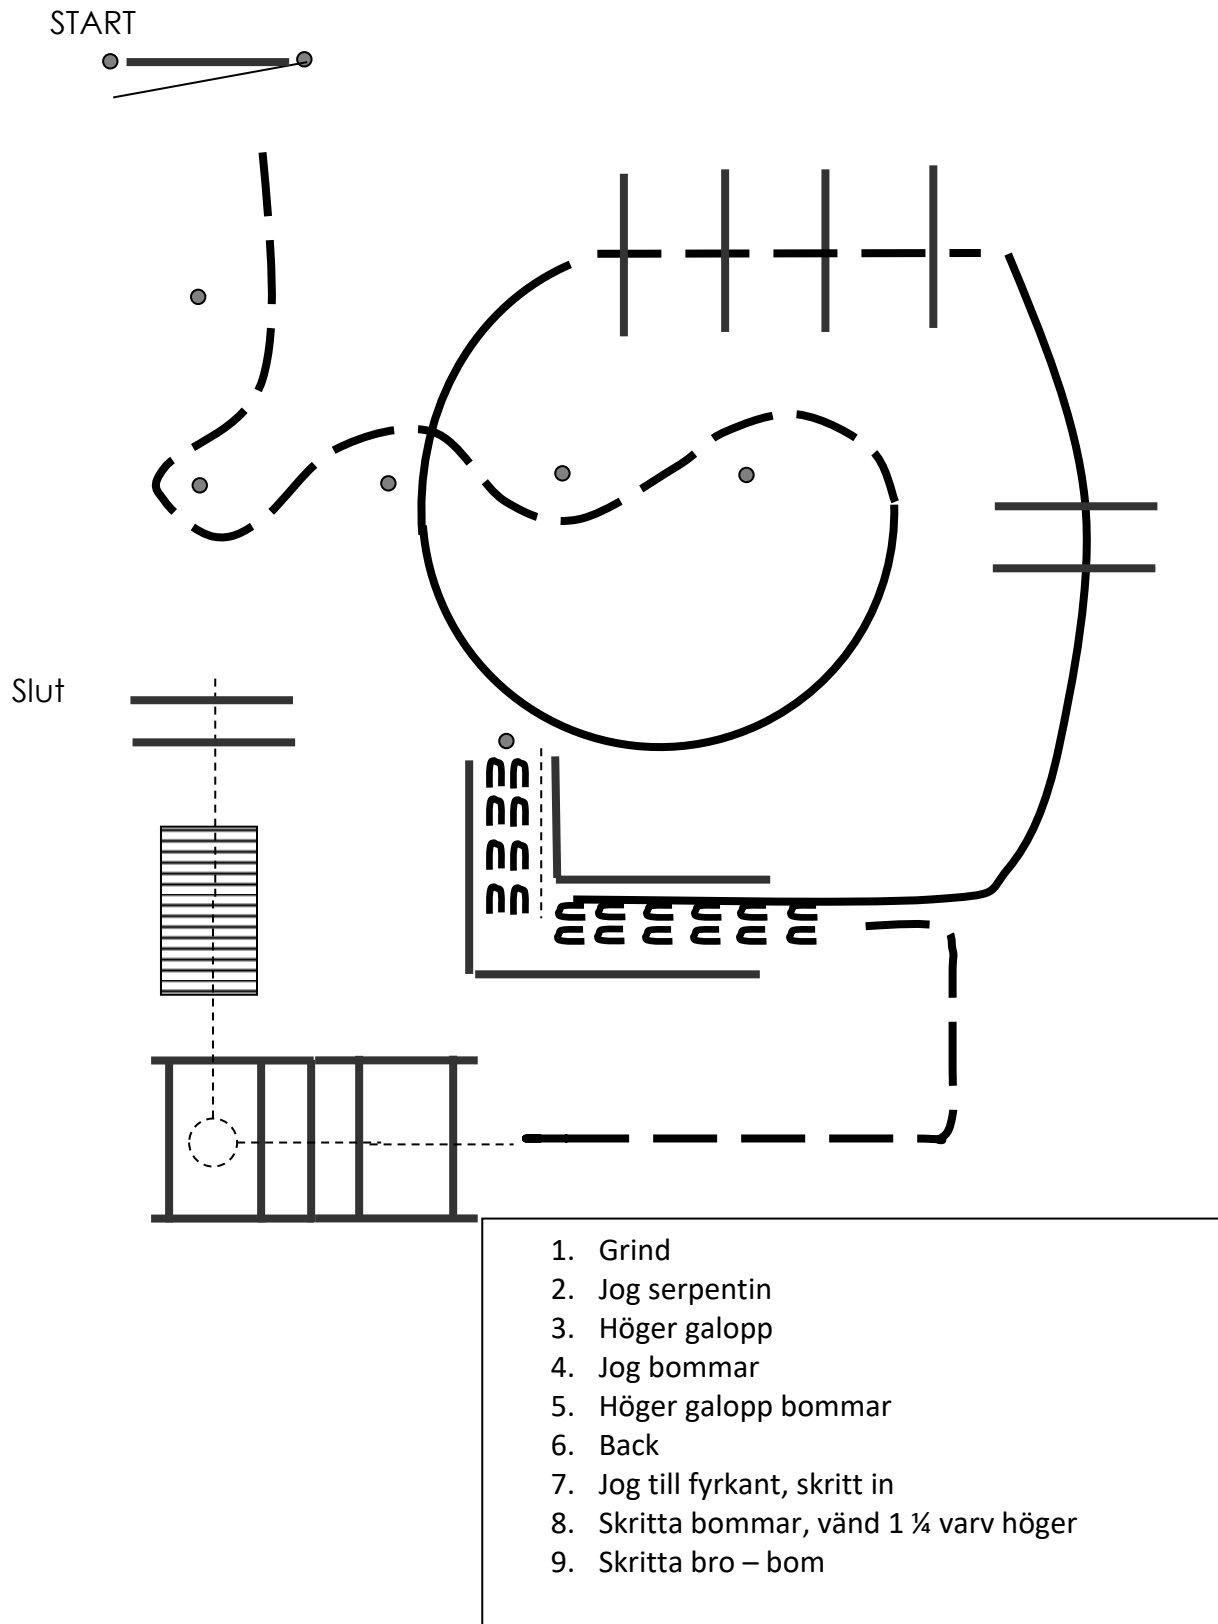 START
Slut
1. Grind
2. Jog serpentin
3. Höger galopp
4. Jog bommar
5. Höger galopp bommar
6. Back
7. Jog till fyrkant, skritt in
8. Skritta bommar, vänd 1 ¼ varv höger
9. Skritta bro – bom